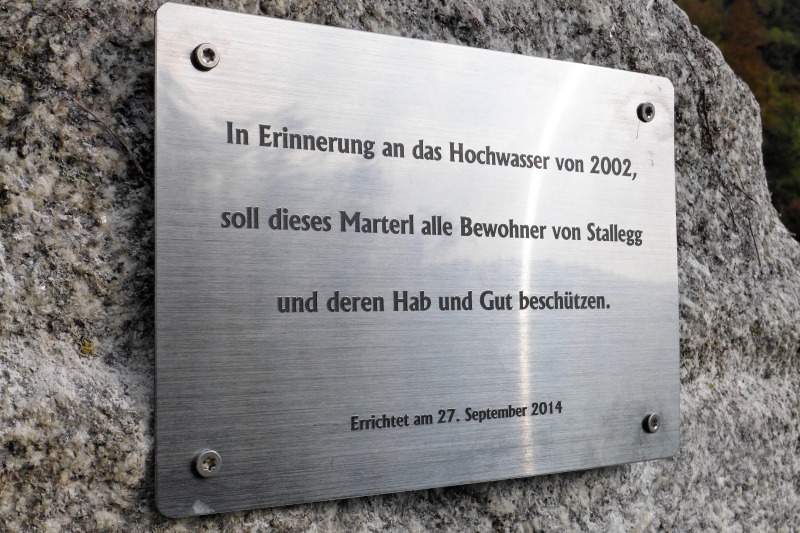 In Erinnerung an das Hochwasser von 2002,
soll dieses Marterl alle Bewohner von Stallegg
und deren Hab und Gut beschützen.
Errichtet am 27. September 2014